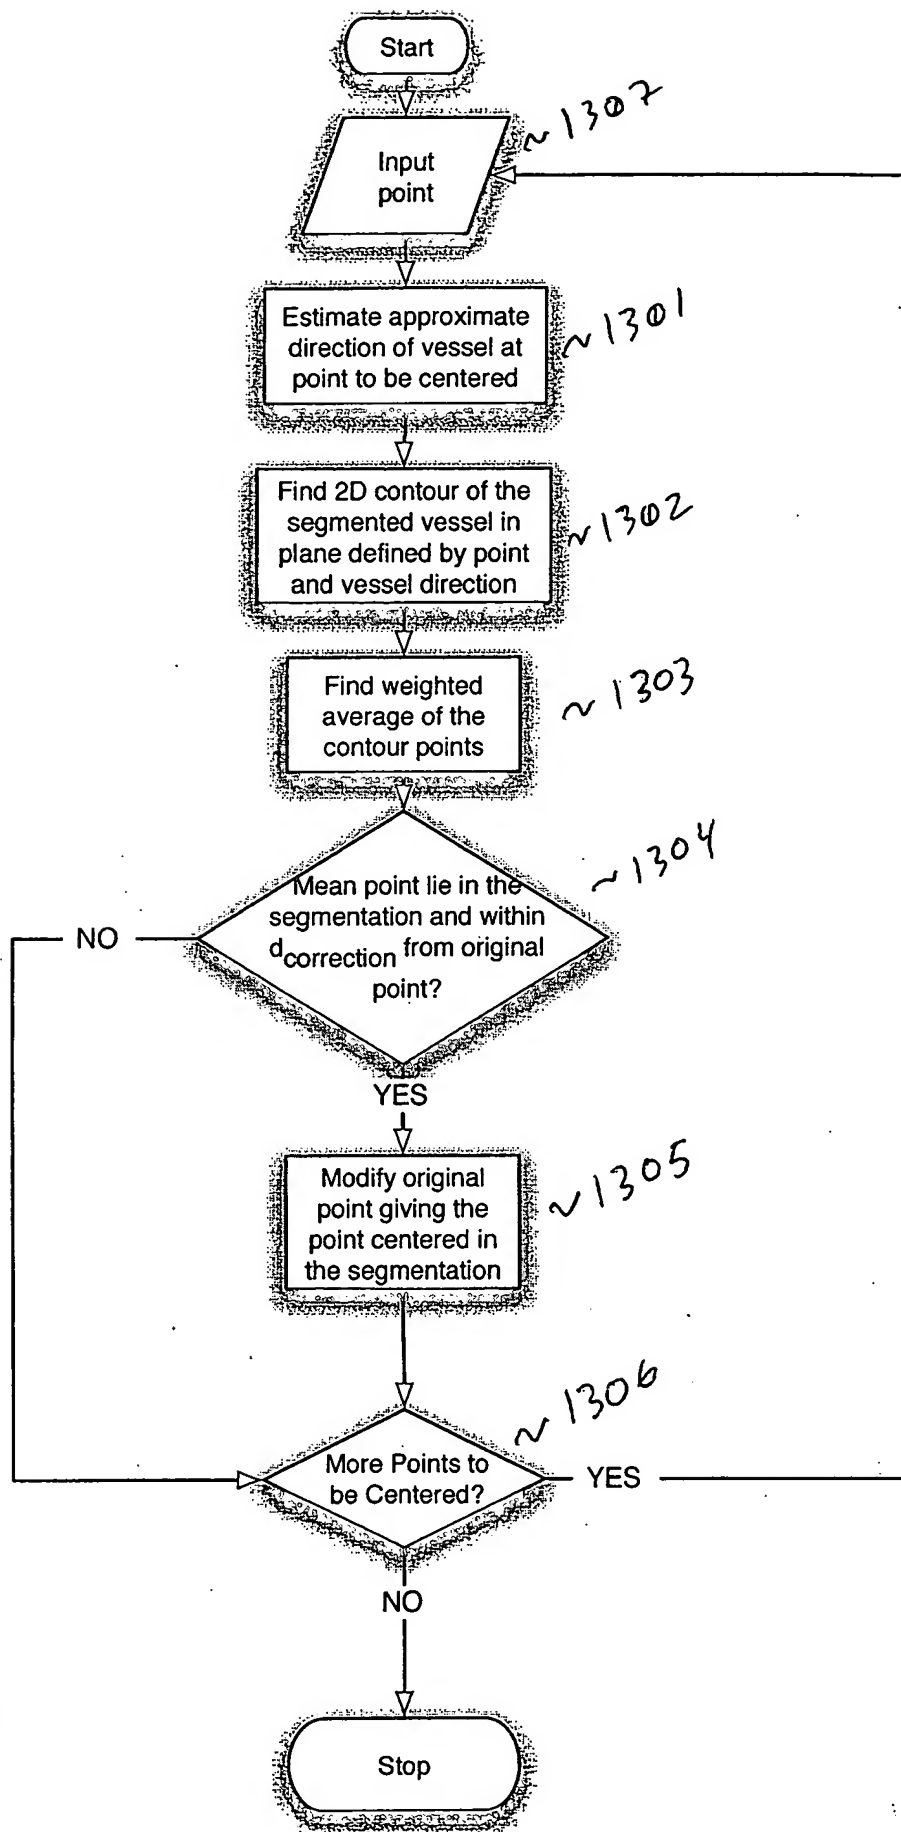 Start
Input
point
~1307
Estimate approximate
direction of vessel at
point to be centered
~1301
Find 2D contour of the
segmented vessel in
plane defined by point
and vessel direction
~1302
Find weighted
average of the
contour points
~1303
Mean point lie in the
segmentation and within
dcorrection from original
point?
~1304
NO
YES
Modify original
point giving the
point centered in
the segmentation
~1305
More Points to
be Centered?
~1306
YES
NO
Stop